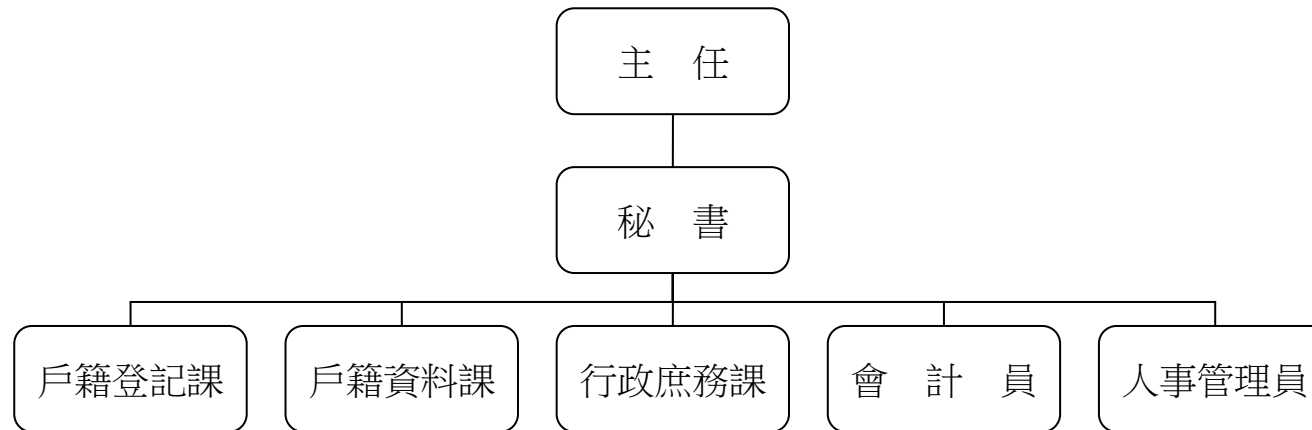 主　任
秘　書
戶籍登記課
戶籍資料課
行政庶務課
會　計　員
人事管理員